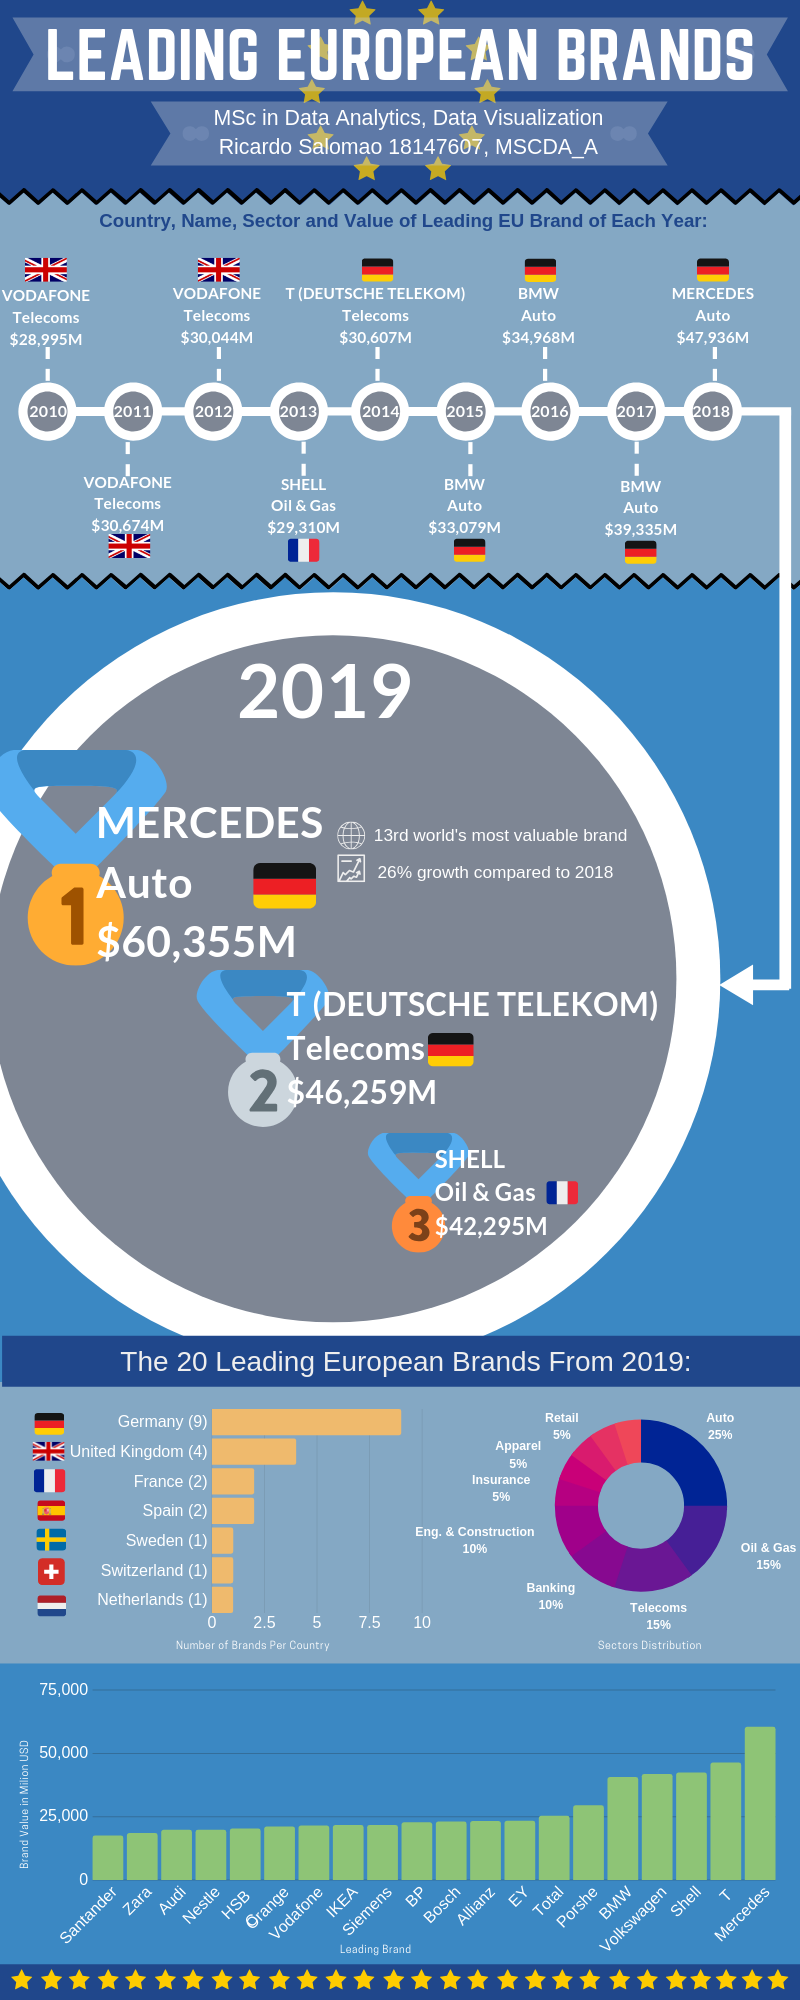 LEADING EUROPEAN BRANDS
MSc in Data Analytics, Data Visualization
Ricardo Salomao 18147607, MSCDA_A
Country, Name, Sector and Value of Leading EU Brand of Each Year:
VODAFONE
Telecoms
$28,995M
VODAFONE
Telecoms
$30,044M
T (DEUTSCHE TELEKOM)
Telecoms
$30,607M
BMW
Auto
$34,968M
MERCEDES
Auto
$47,936M
2010 2011 2012 2013 2014 2015 2016 2017 2018
VODAFONE
Telecoms
$30,674M
SHELL
Oil & Gas
$29,310M
BMW
Auto
$33,079M
BMW
Auto
$39,335M
2019
1
MERCEDES
Auto
$60,355M
13rd world's most valuable brand
26% growth compared to 2018
2
T (DEUTSCHE TELEKOM)
Telecoms
$46,259M
3
SHELL
Oil & Gas
$42,295M
The 20 Leading European Brands From 2019:
Germany (9)
United Kingdom (4)
France (2)
Spain (2)
Sweden (1)
Switzerland (1)
Netherlands (1)
0 2.5 5 7.5 10
Number of Brands Per Country
Retail
5%
Auto
25%
Apparel
5%
Insurance
5%
Eng. & Construction
10%
Oil & Gas
15%
Banking
10%
Telecoms
15%
Sectors Distribution
75,000
50,000
25,000
0
Brand Value in Milion USD
Santander
Zara
Audi
Nestle
HSB
C
Orange
Vodafone
IKEA
Siemens
BP
Bosch
Allianz
EY
Total
Porshe
BMW
Volkswagen
Shell
T
Mercedes
Leading Brand